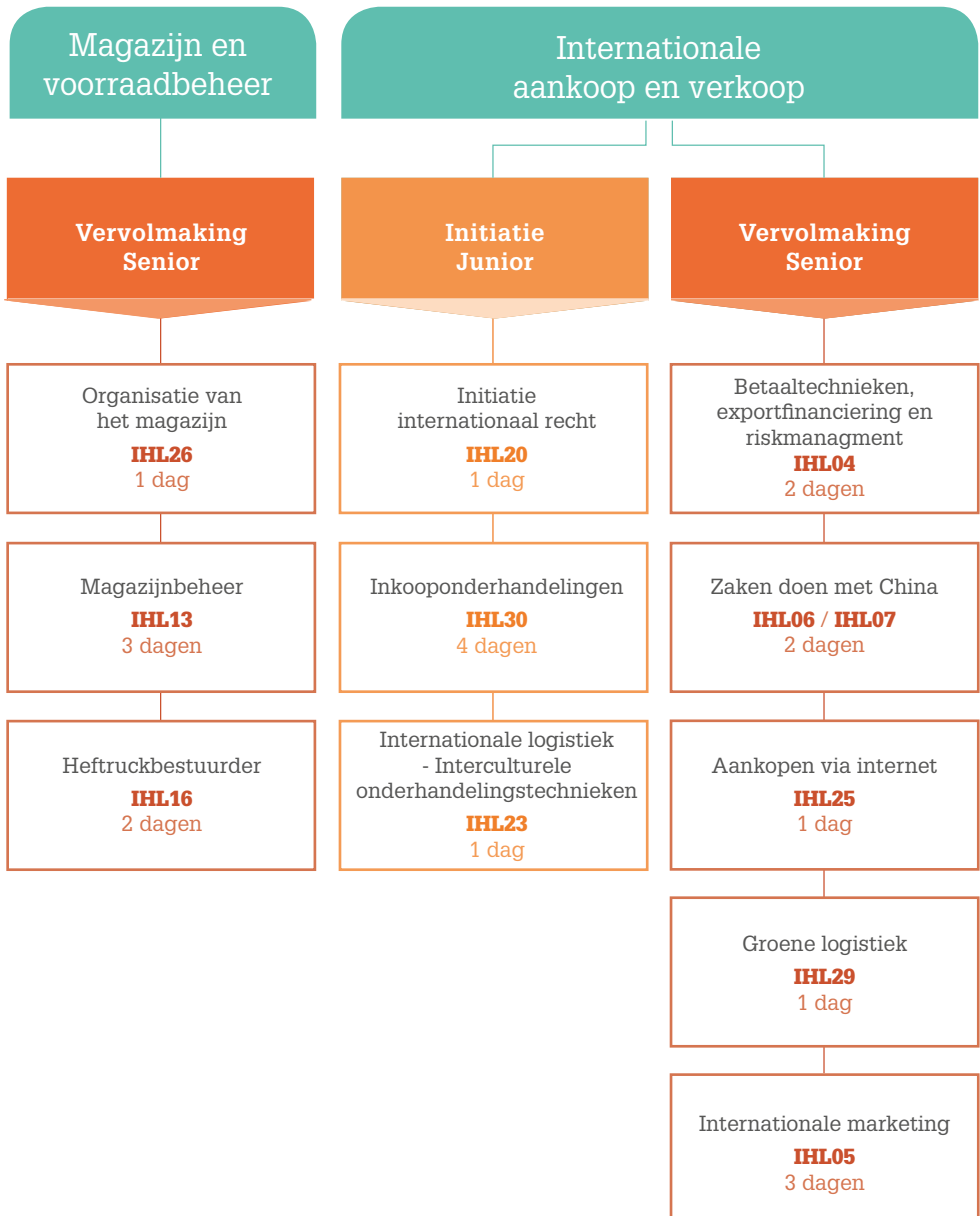 Magazijn en
voorraadbeheer
Internationale
aankoop en verkoop
Vervolmaking
Senior
Organisatie van
het magazijn
IHL26
1 dag
Magazijnbeheer
IHL13
3 dagen
Heftruckbestuurder
IHL16
2 dagen
Initiatie
Junior
Initiatie
internationaal recht
IHL20
1 dag
Inkooponderhandelingen
IHL30
4 dagen
Internationale logistiek
- Interculturele
onderhandelingstechnieken
IHL23
1 dag
Vervolmaking
Senior
Betaaltechnieken,
exportfinanciering en
riskmanagment
IHL04
2 dagen
Zaken doen met China
IHL06 / IHL07
2 dagen
Aankopen via internet
IHL25
1 dag
Groene logistiek
IHL29
1 dag
Internationale marketing
IHL05
3 dagen